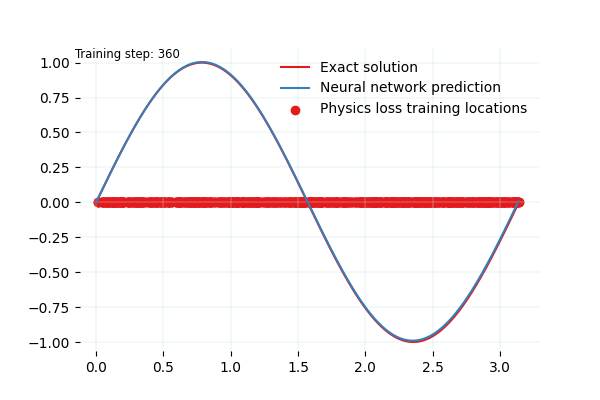 Training step: 360
Exact solution
Neural network prediction
Physics loss training locations
1.00
0.75
0.50
0.25
0.00
−0.25
−0.50
−0.75
−1.00
0.0 0.5 1.0 1.5 2.0 2.5 3.0